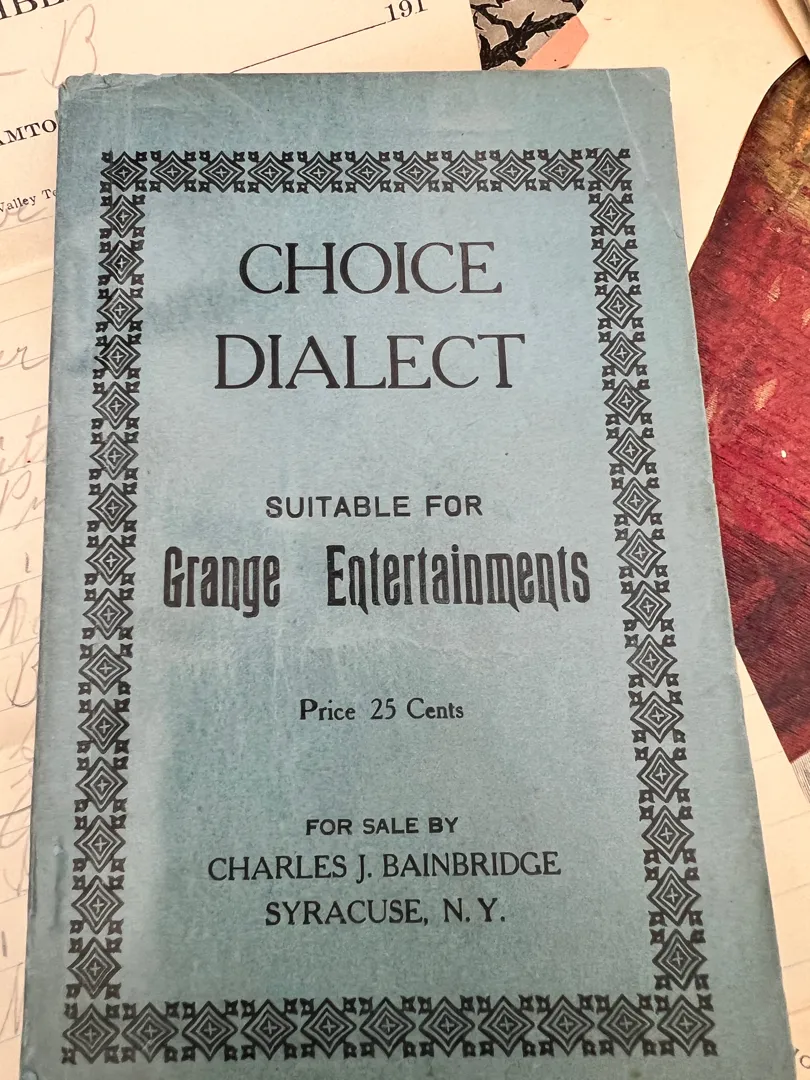 191
CHOICE
DIALECT
SUITABLE FOR
Grange Entertainments
Price 25 Cents
FOR SALE BY
CHARLES J. BAINBRIDGE
SYRACUSE, N. Y.